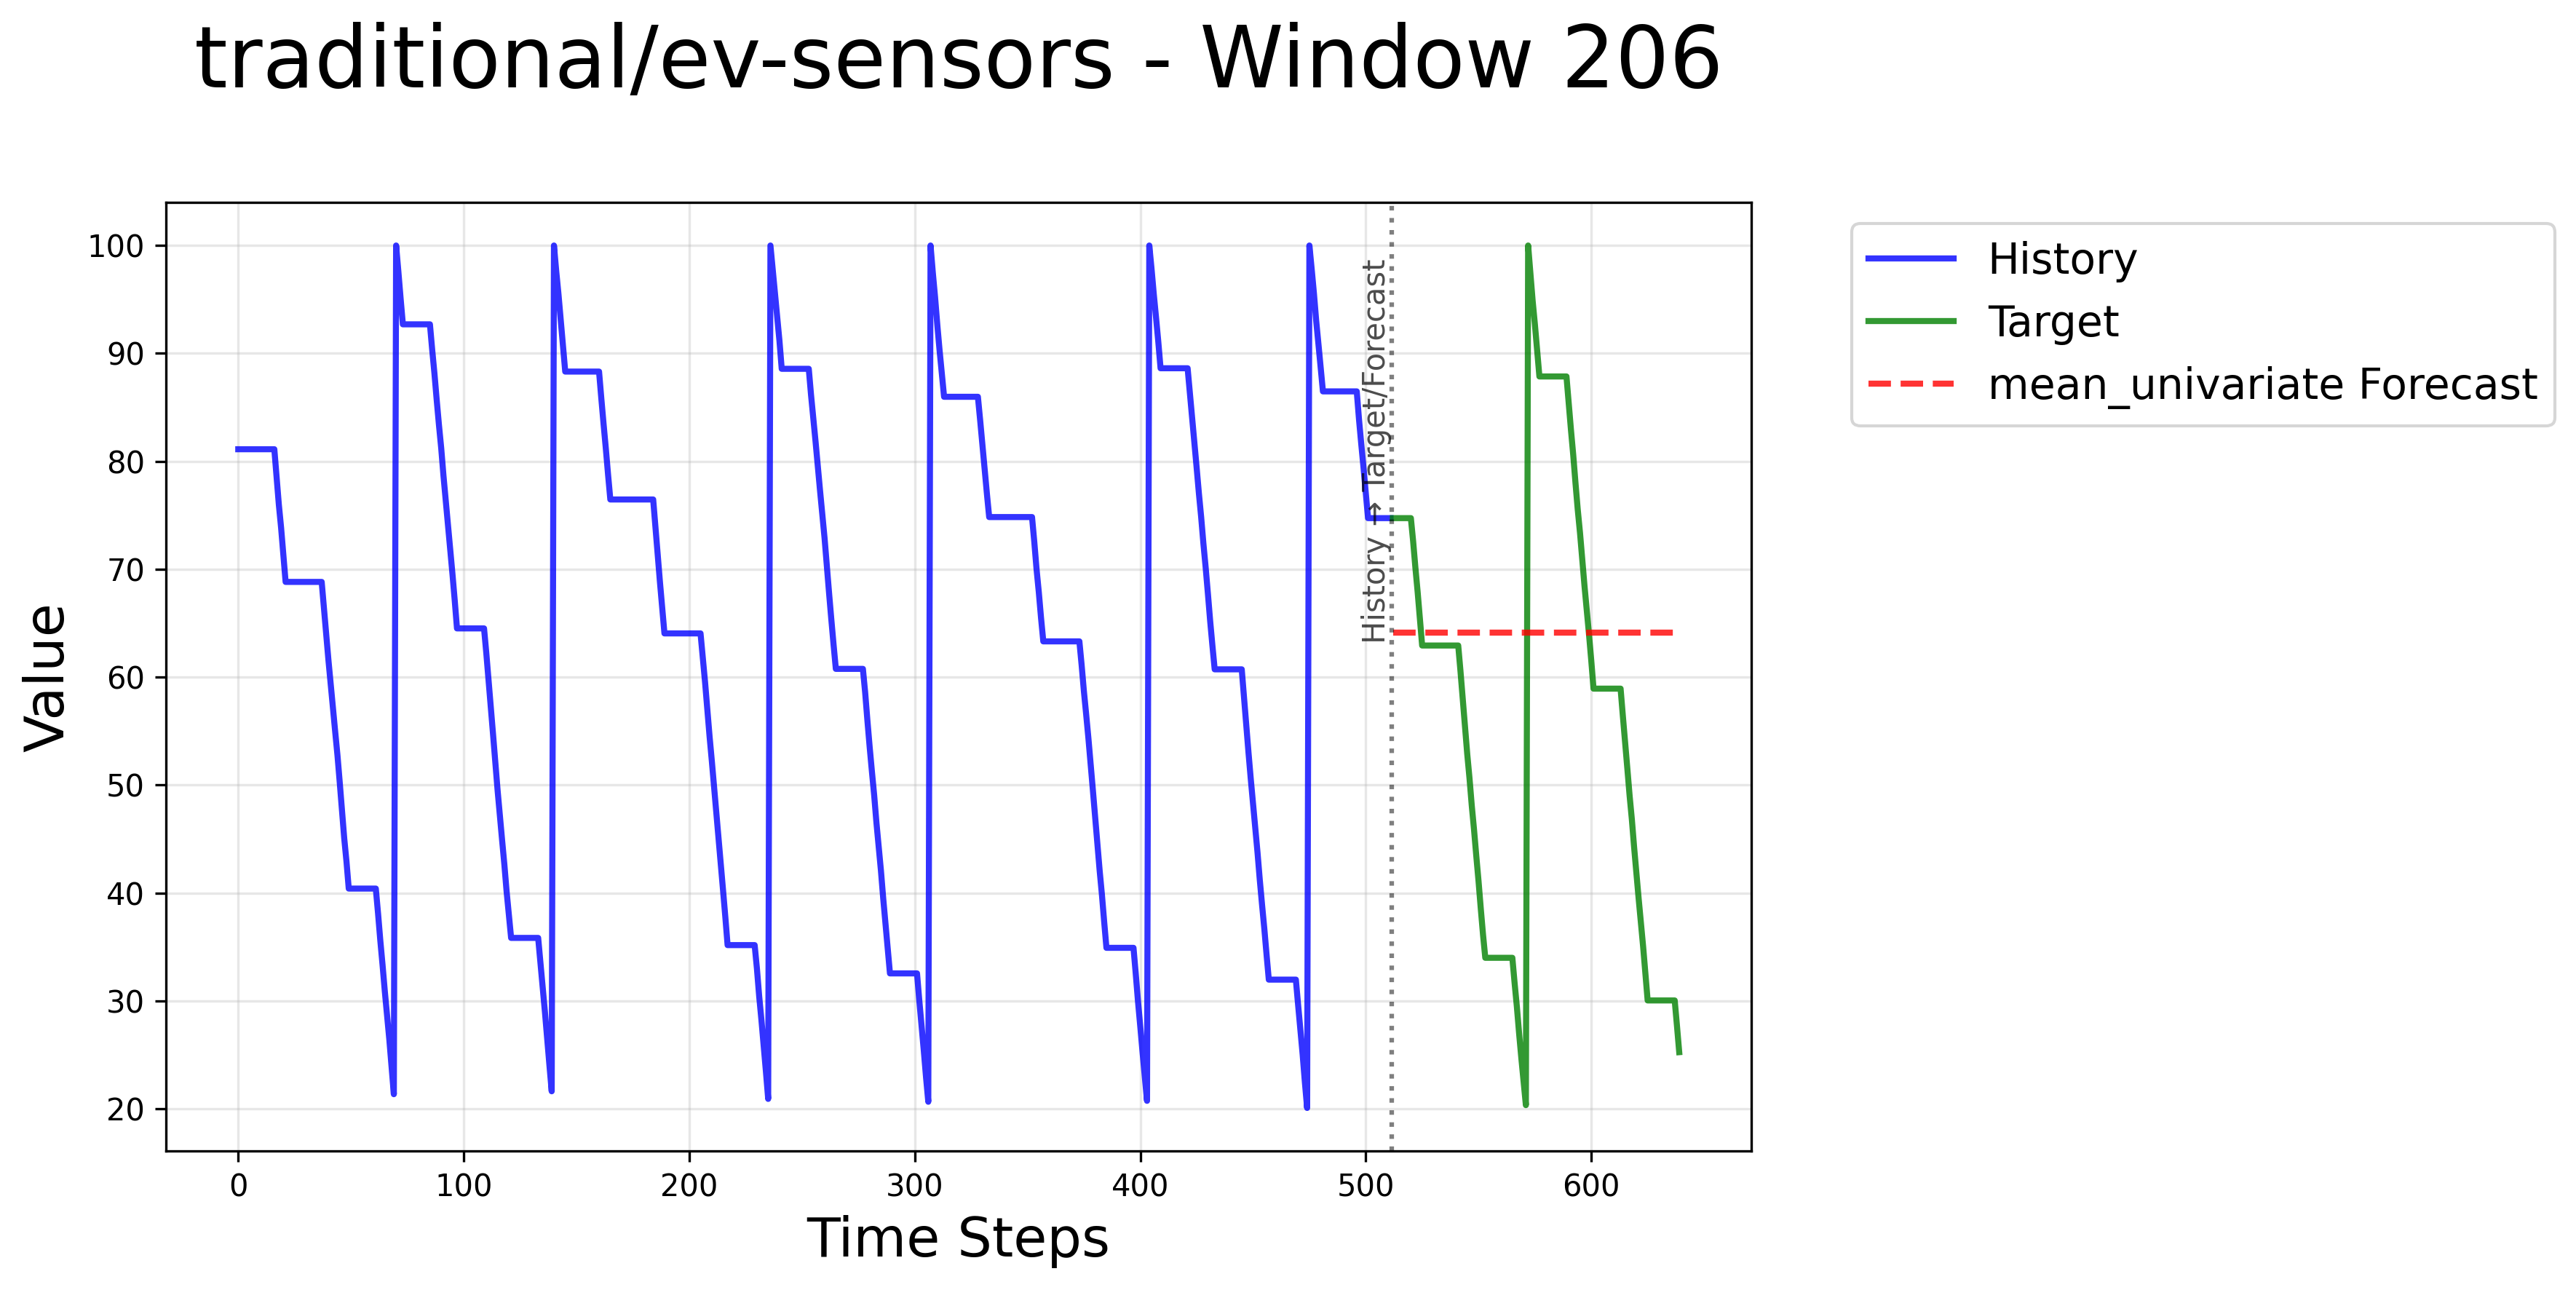 traditional/ev-sensors - Window 206
Value
100
90
80
70
60
50
40
30
20
0
100
200
300
400
500
600
Time Steps
History → Target/Forecast
History
Target
mean_univariate Forecast